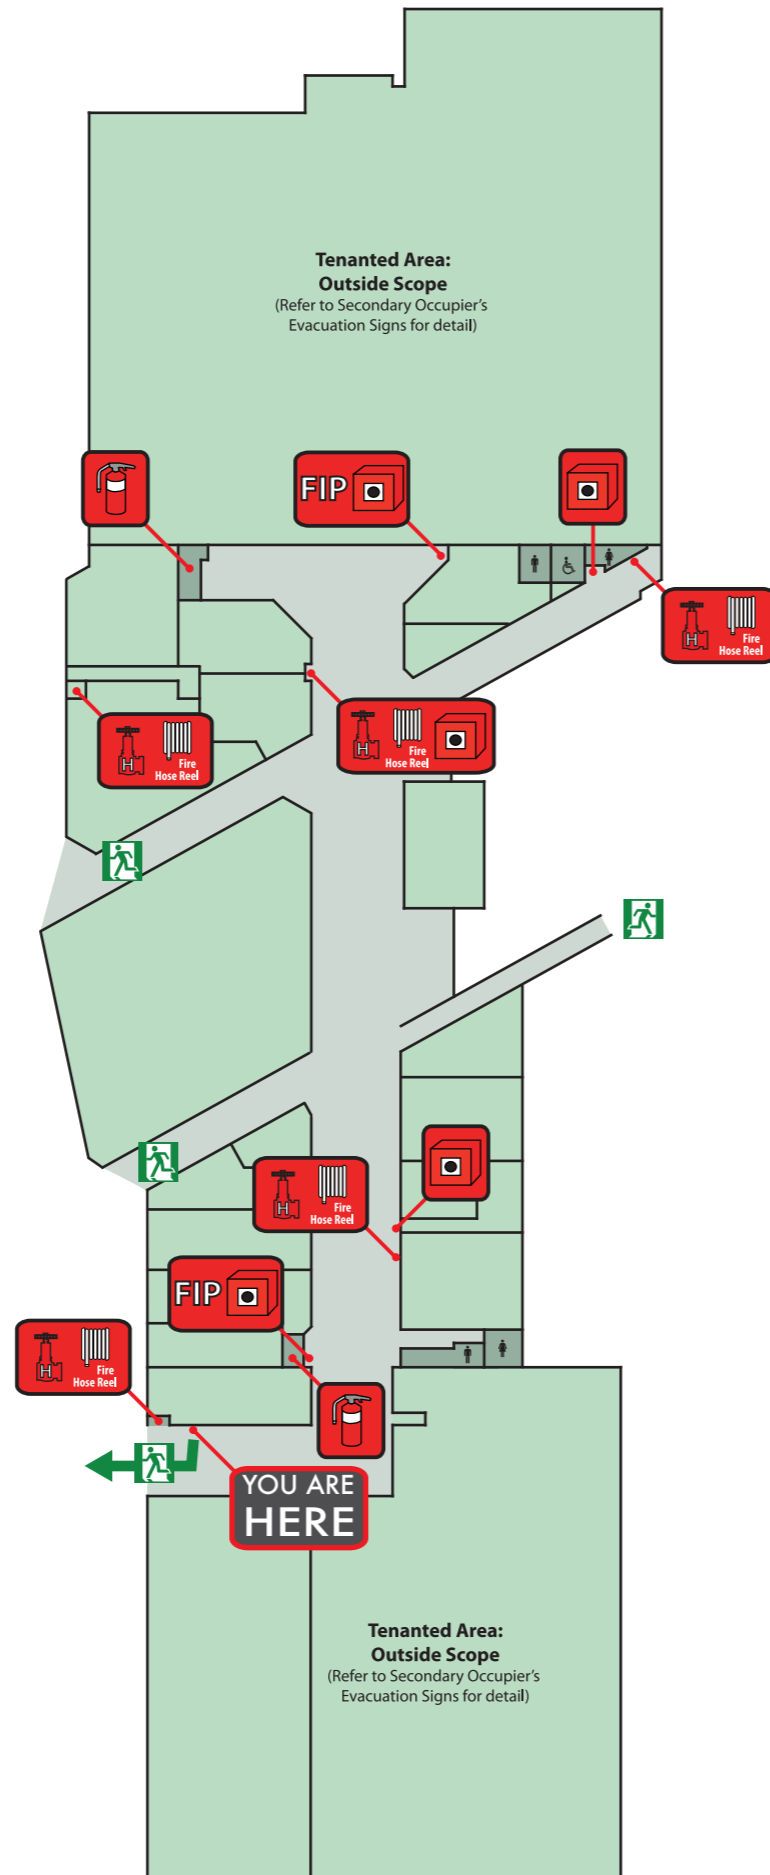 Tenanted Area:
Outside Scope
(Refer to Secondary Occupier's
Evacuation Signs for detail)
FIP
H
Fire
Hose Reel
H
Fire
Hose Reel
H
Fire
Hose Reel
H
Fire
Hose Reel
FIP
H
Fire
Hose Reel
YOU ARE
HERE
Tenanted Area:
Outside Scope
(Refer to Secondary Occupier's
Evacuation Signs for detail)